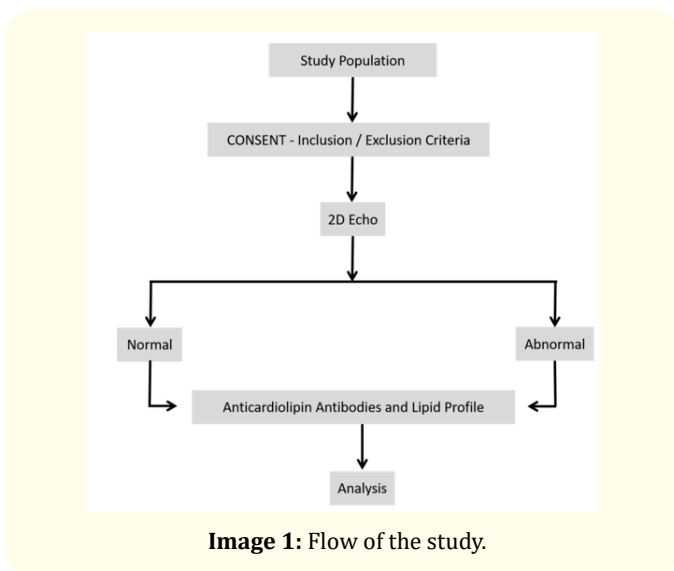 Study Population
CONSENT - Inclusion / Exclusion Criteria
2D Echo
Normal
Abnormal
Anticardiolipin Antibodies and Lipid Profile
Analysis
Image 1: Flow of the study.